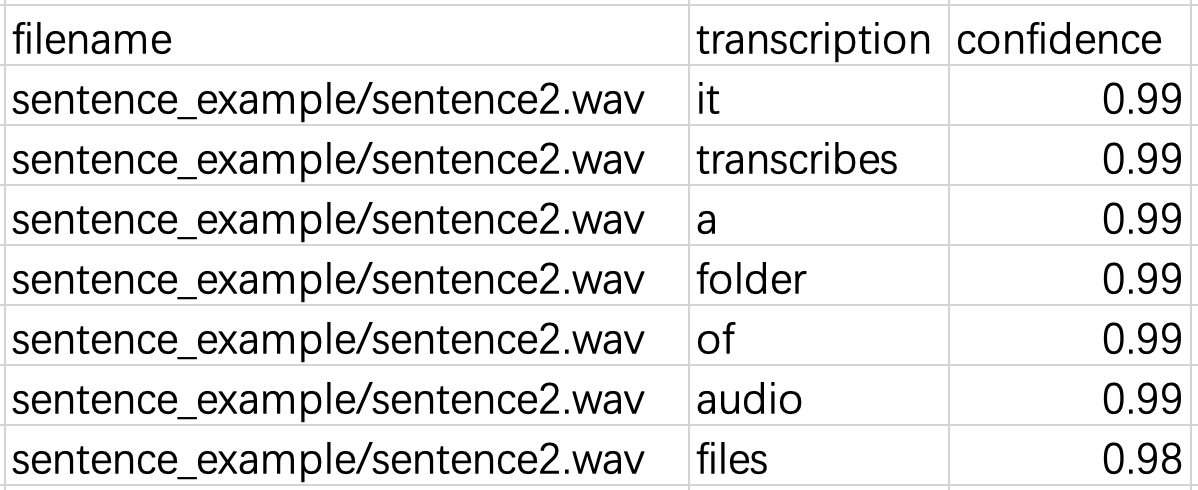 filename transcription confidence
sentence_example/sentence2.wav it 0.99
sentence_example/sentence2.wav transcribes 0.99
sentence_example/sentence2.wav a 0.99
sentence_example/sentence2.wav folder 0.99
sentence_example/sentence2.wav of 0.99
sentence_example/sentence2.wav audio 0.99
sentence_example/sentence2.wav files 0.98